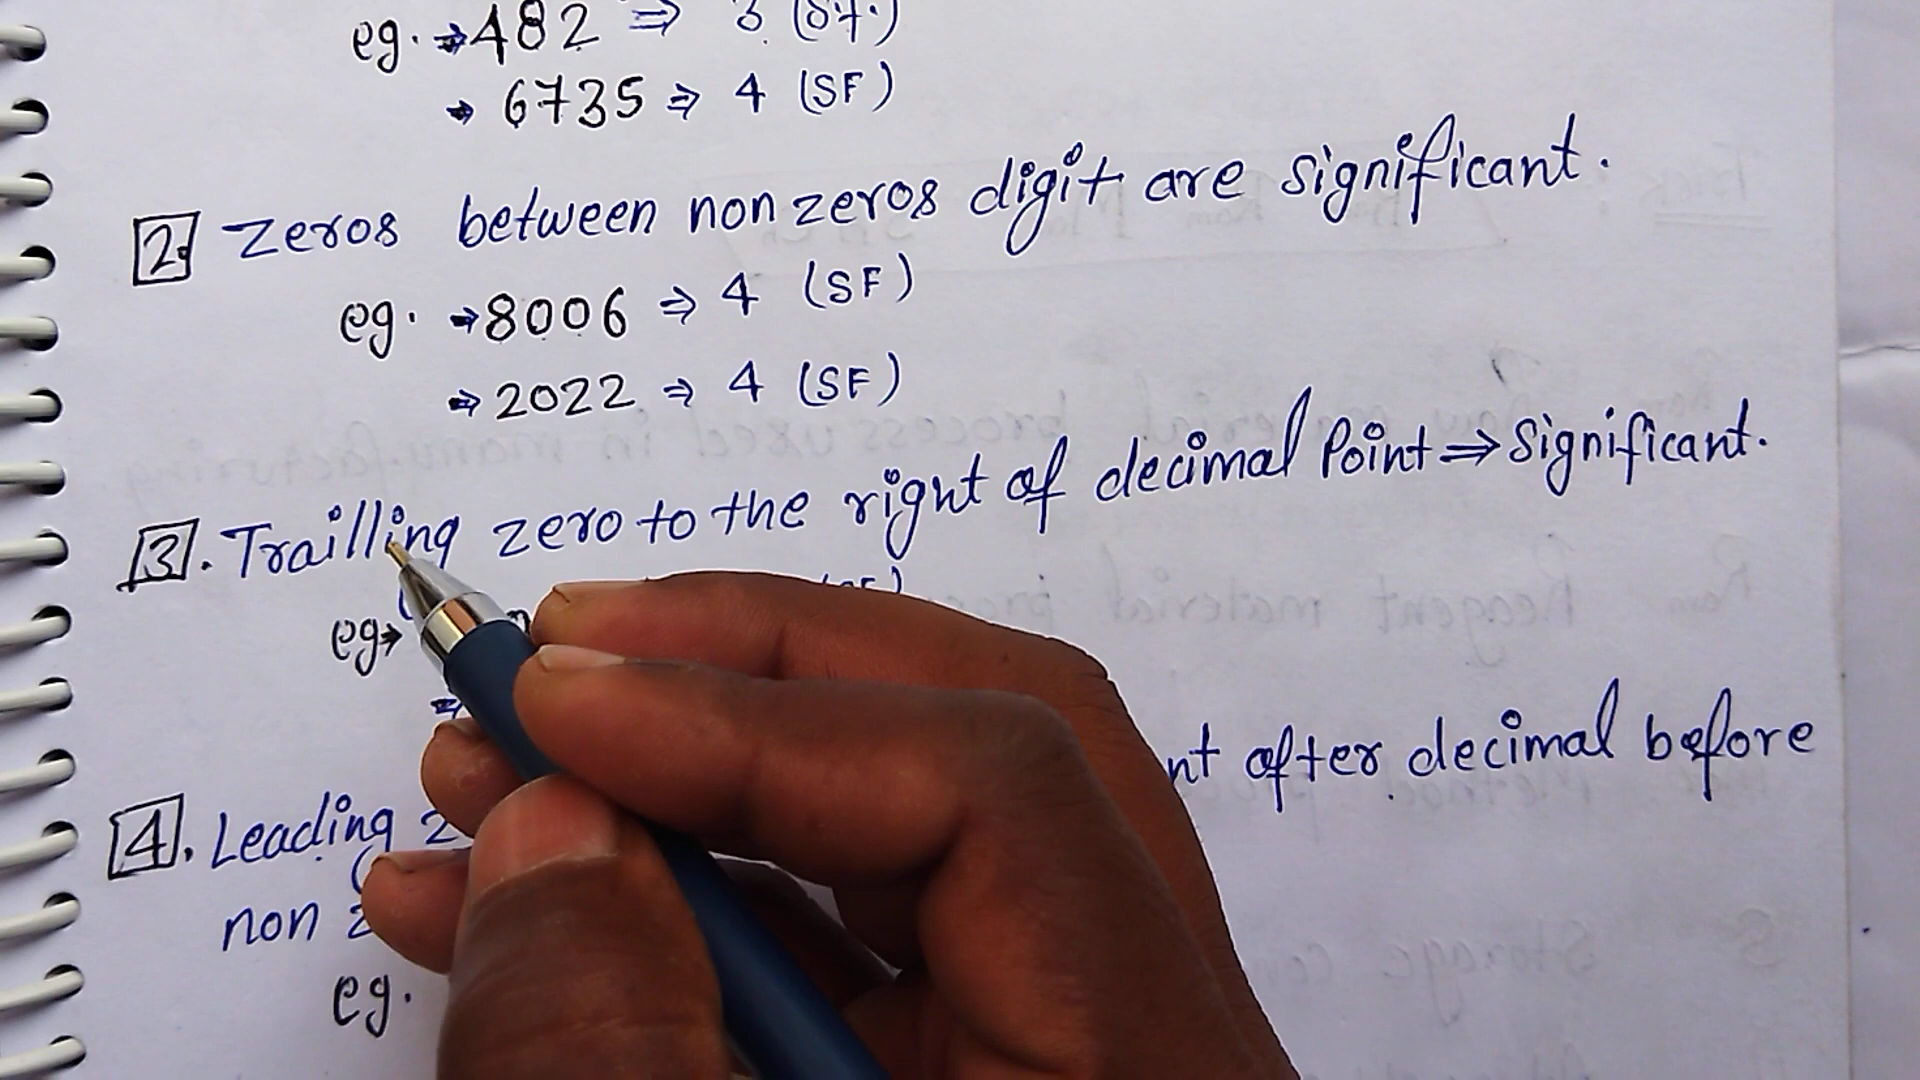 eg. → 482 ⇒ 3 (S.f.)
→ 6735 ⇒ 4 (SF)
2. Zeros between non zeros digit are significant.
eg. → 8006 ⇒ 4 (SF)
→ 2022 ⇒ 4 (SF)
3. Trailling zero to the right of decimal Point ⇒ Significant.
eg →
4. Leading after decimal before
non
eg.